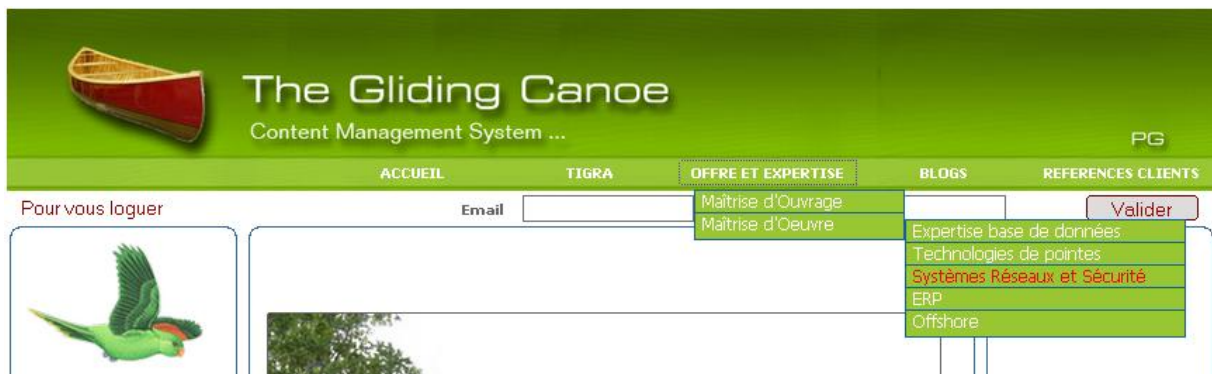 The Gliding Canoe
Content Management System ...
PG
ACCUEIL TIGRA OFFRE ET EXPERTISE BLOGS REFERENCES CLIENTS
Pour vous loguer Email Valider
Maîtrise d'Ouvrage
Maîtrise d'Oeuvre
Expertise base de données
Technologies de pointes
Systèmes Réseaux et Sécurité
ERP
Offshore